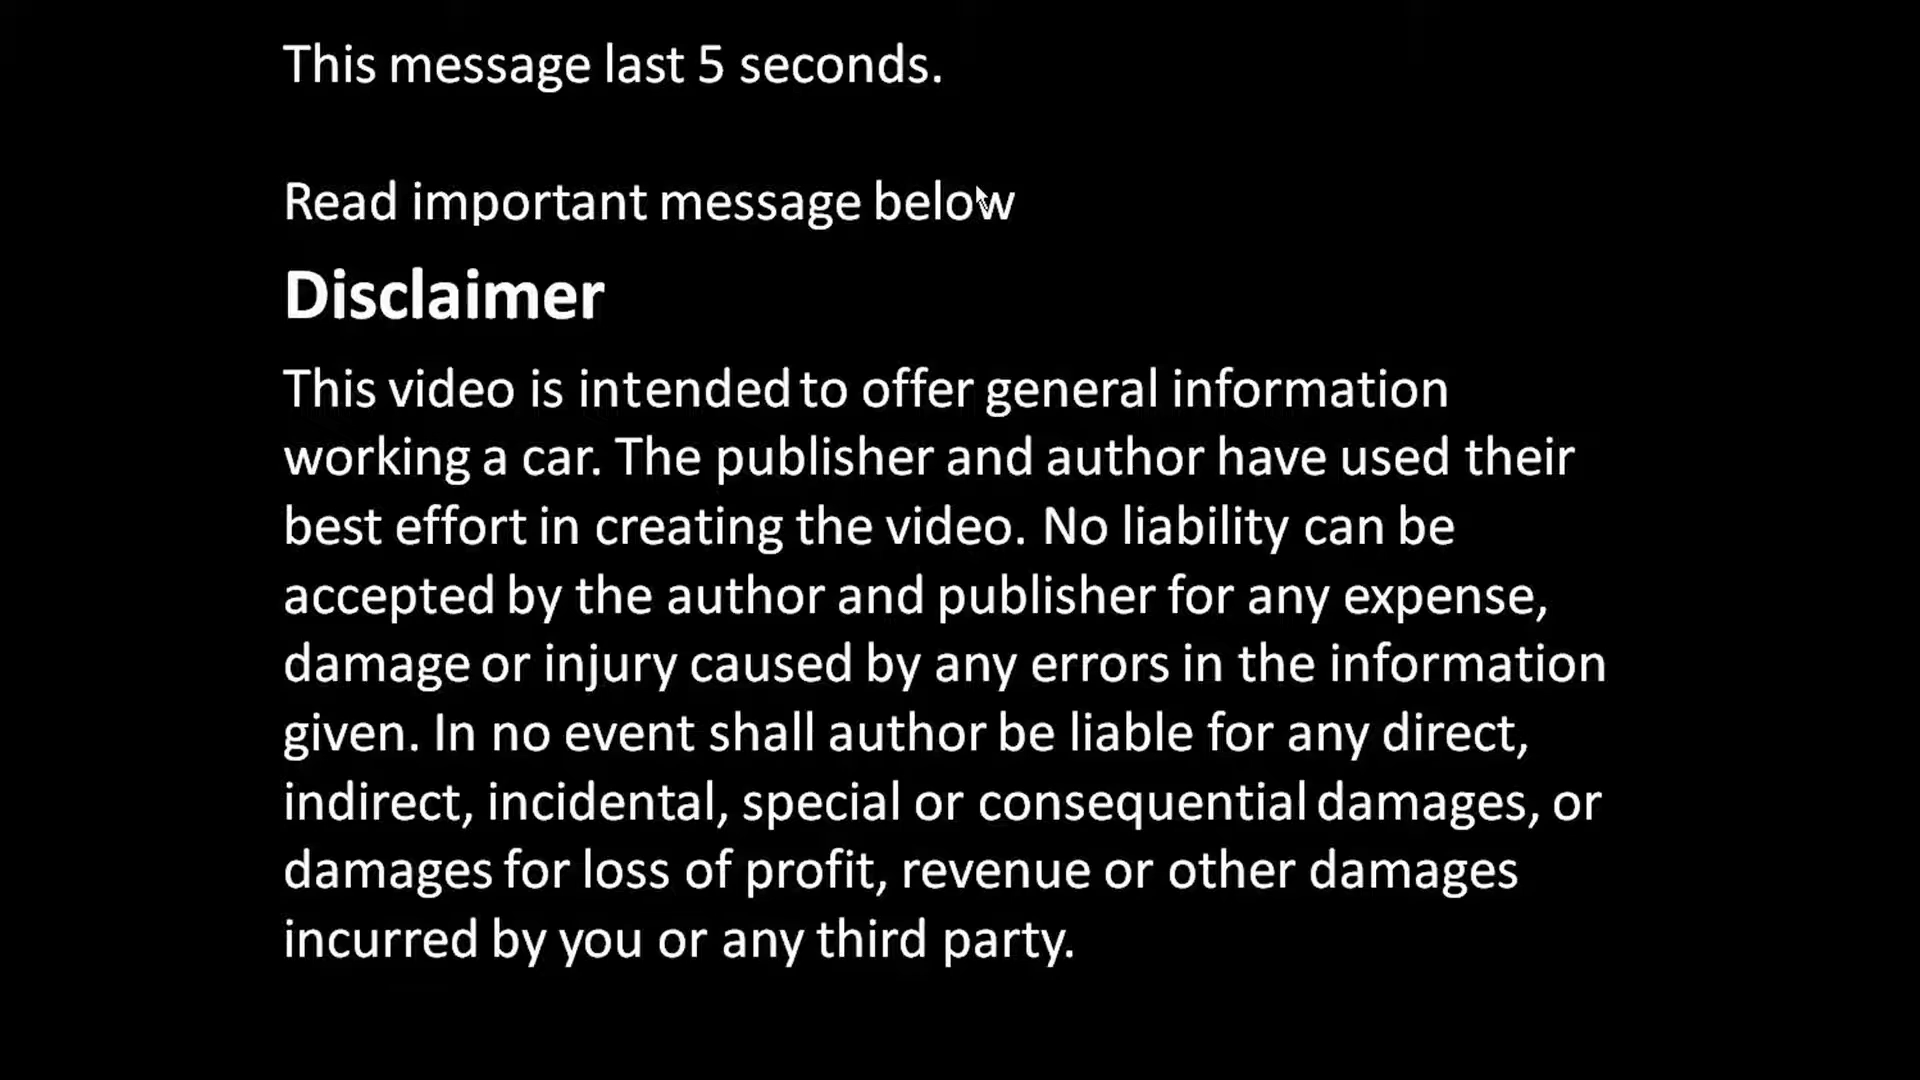 This message last 5 seconds.
Read important message below
Disclaimer
This video is intended to offer general information
working a car. The publisher and author have used their
best effort in creating the video. No liability can be
accepted by the author and publisher for any expense,
damage or injury caused by any errors in the information
given. In no event shall author be liable for any direct,
indirect, incidental, special or consequential damages, or
damages for loss of profit, revenue or other damages
incurred by you or any third party.